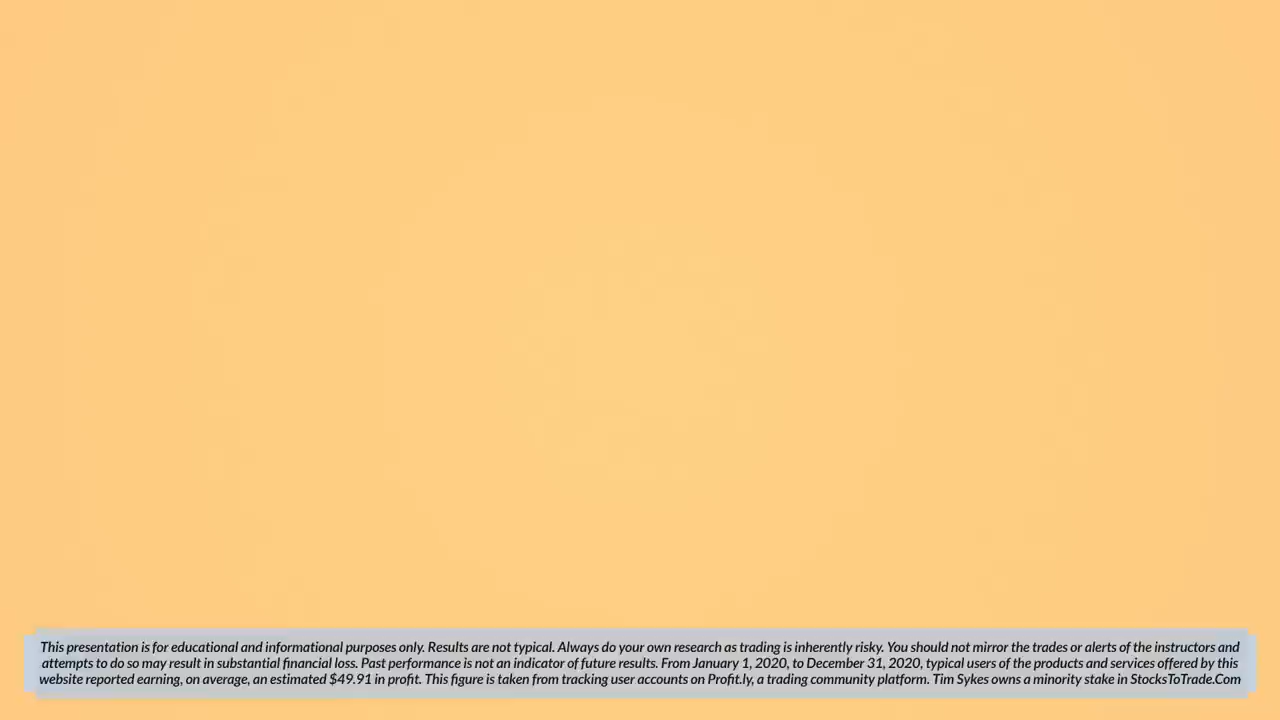 This presentation is for educational and informational purposes only. Results are not typical. Always do your own research as trading is inherently risky. You should not mirror the trades or alerts of the instructors and
attempts to do so may result in substantial financial loss. Past performance is not an indicator of future results. From January 1, 2020, to December 31, 2020, typical users of the products and services offered by this
website reported earning, on average, an estimated $49.91 in profit. This figure is taken from tracking user accounts on Profit.ly, a trading community platform. Tim Sykes owns a minority stake in StocksToTrade.Com